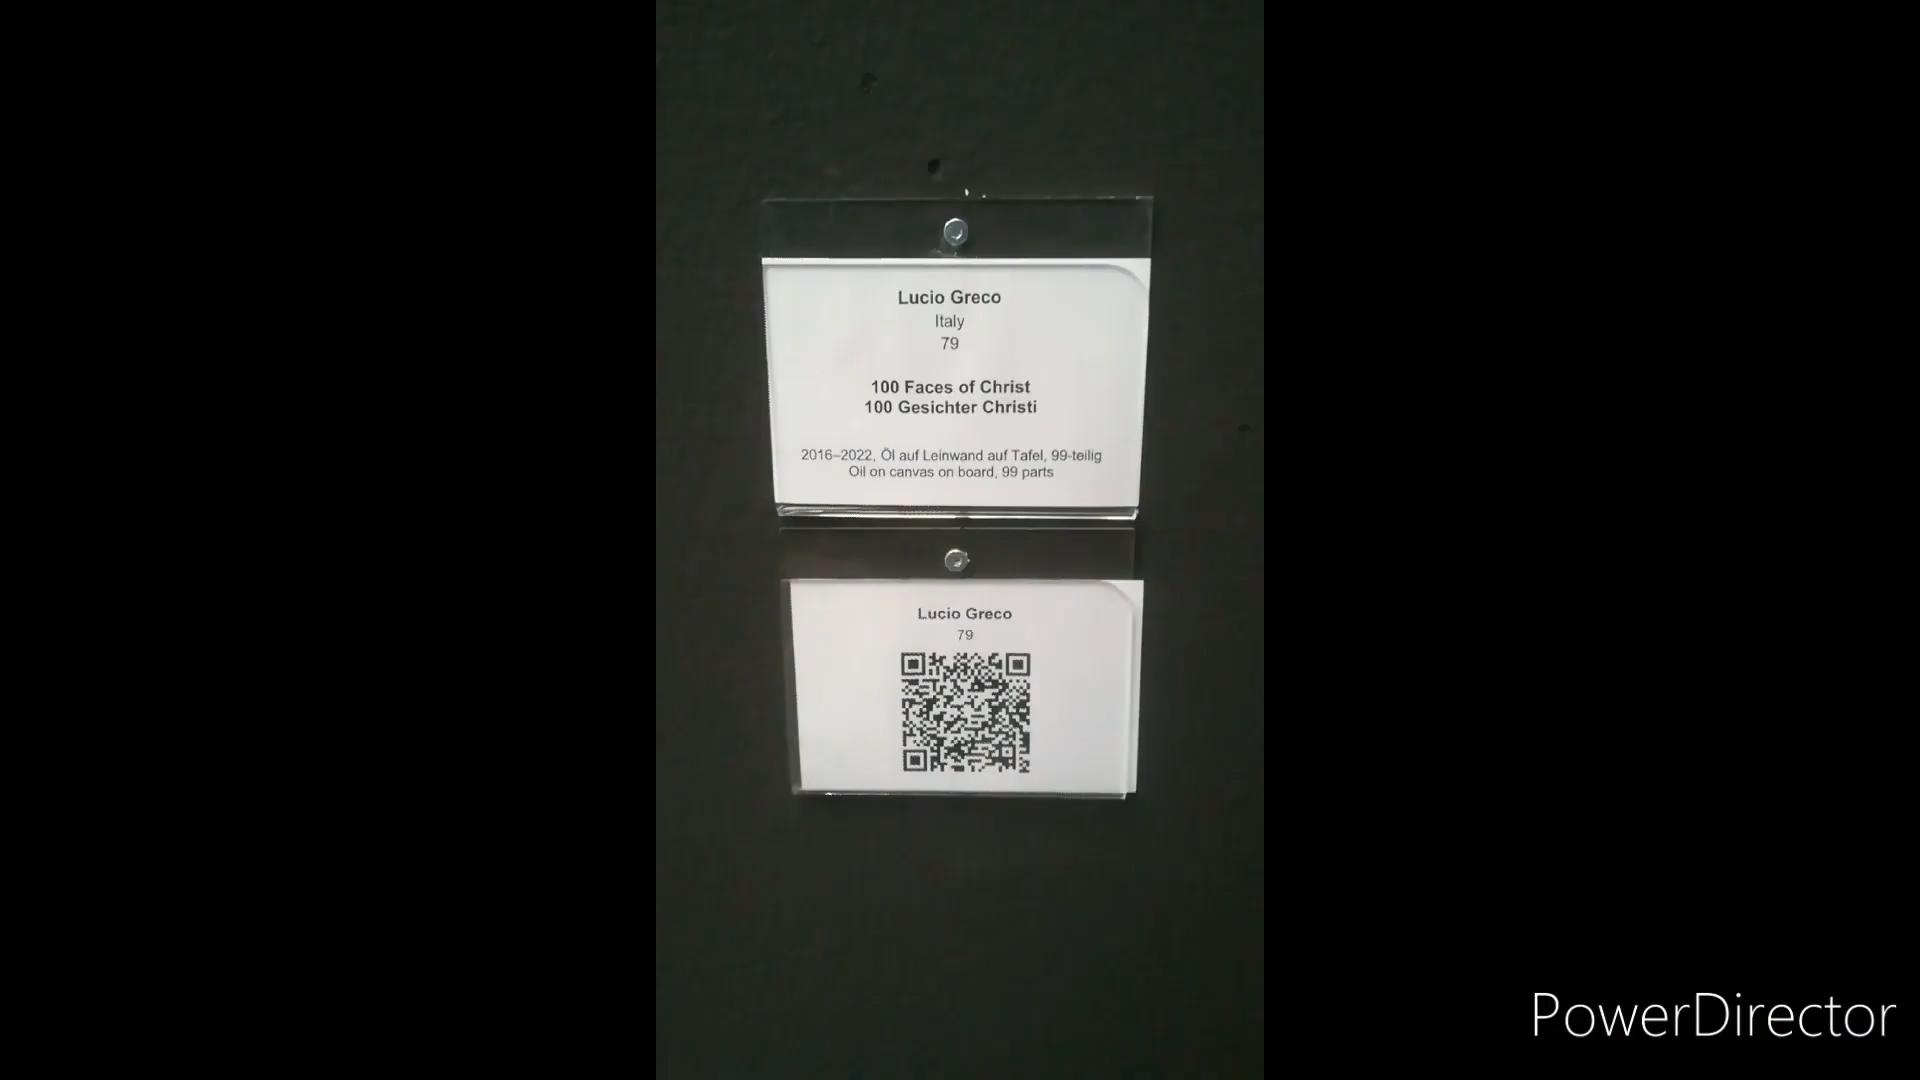 Lucio Greco
Italy
79
100 Faces of Christ
100 Gesichter Christi
2016–2022, Öl auf Leinwand auf Tafel, 99-teilig
Oil on canvas on board, 99 parts
Lucio Greco
79
PowerDirector